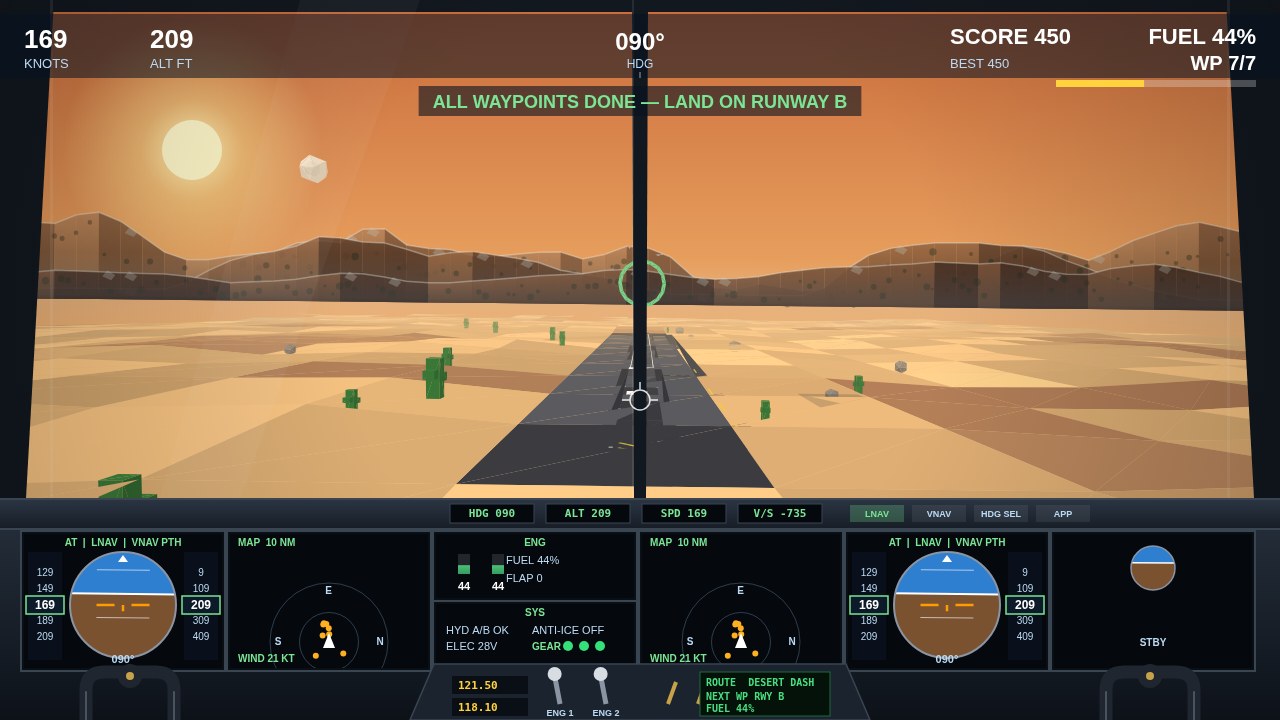 169
KNOTS
209
ALT FT
090°
HDG
SCORE 450
BEST 450
FUEL 44%
WP 7/7
ALL WAYPOINTS DONE — LAND ON RUNWAY B
HDG 090
ALT 209
SPD 169
V/S -735
LNAV
VNAV
HDG SEL
APP
AT | LNAV | VNAV PTH
129
149
169
189
209
9
109
209
309
409
090°
MAP 10 NM
E
S
N
WIND 21 KT
ENG
FUEL 44%
FLAP 0
44
44
SYS
HYD A/B OK
ANTI-ICE OFF
ELEC 28V
GEAR
MAP 10 NM
E
S
N
WIND 21 KT
AT | LNAV | VNAV PTH
129
149
169
189
209
9
109
209
309
409
090°
STBY
121.50
118.10
ENG 1
ENG 2
ROUTE DESERT DASH
NEXT WP RWY B
FUEL 44%